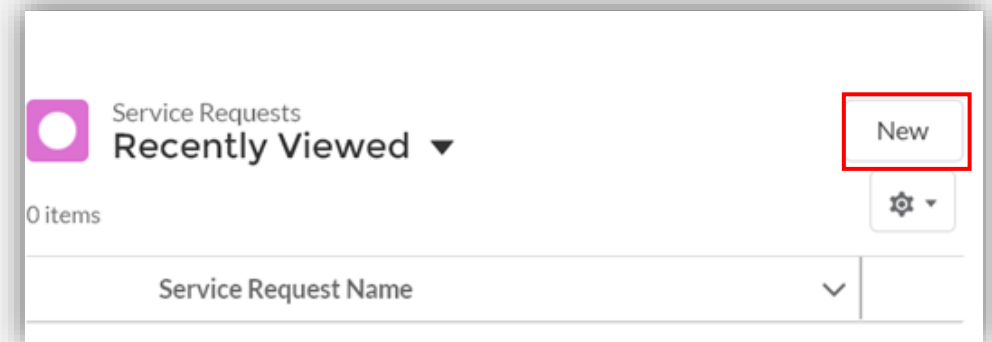 Service Requests
Recently Viewed
New
0 items
Service Request Name